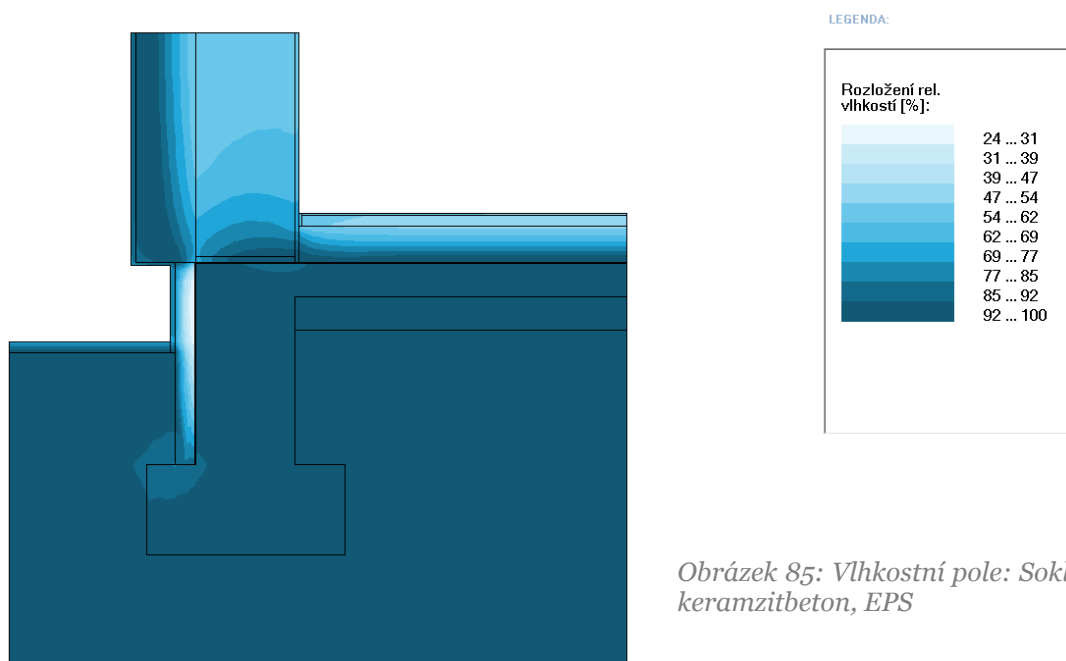 LEGENDA:
Rozložení rel.
vlhkostí [%]:
24 ... 31
31 ... 39
39 ... 47
47 ... 54
54 ... 62
62 ... 69
69 ... 77
77 ... 85
85 ... 92
92 ... 100
Obrázek 85: Vlhkostní pole: Sokl
keramzitbeton, EPS